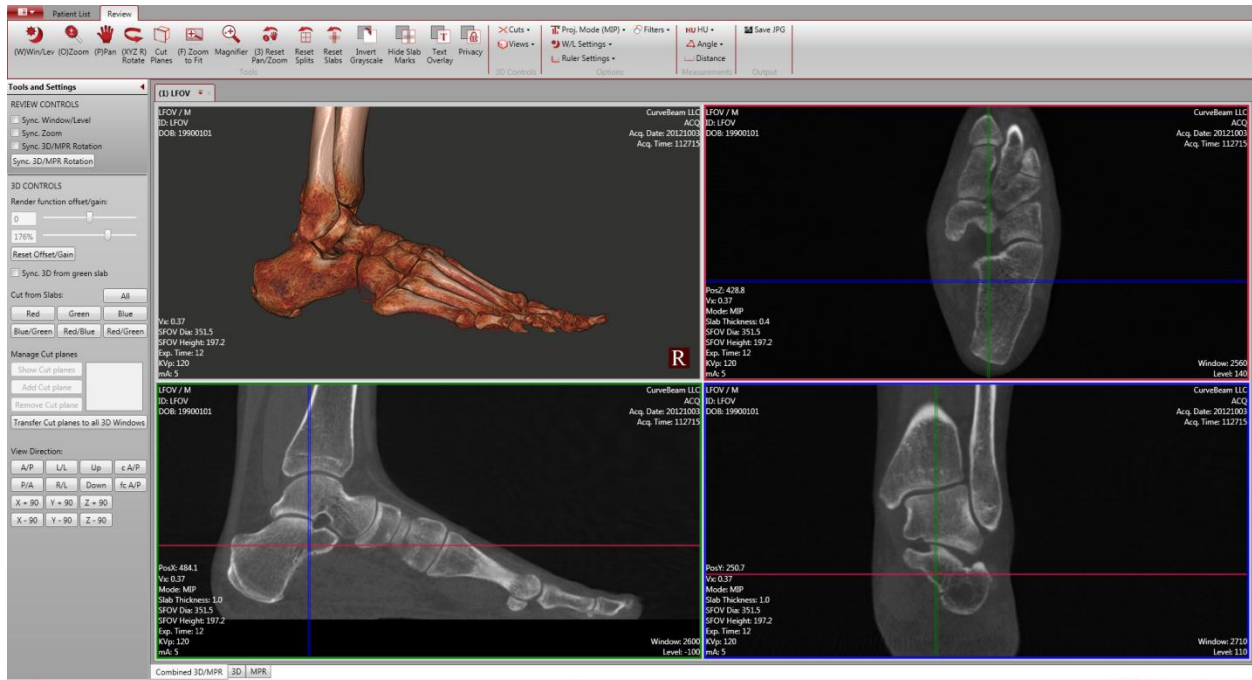 Patient List Review
(W)Win/Lev (O)Zoom (P)Pan (XYZ R) Rotate Cut Planes (F) Zoom to Fit Magnifier (3) Reset Pan/Zoom Reset Splits Reset Slabs Invert Grayscale Hide Slab Marks Text Overlay Privacy
Tools
Cuts
Views
3D Controls
Proj. Mode (MIP) Filters
W/L Settings
Ruler Settings
Options
HU HU
Angle
Distance
Measurements
Save JPG
Output
Tools and Settings
REVIEW CONTROLS
Sync. Window/Level
Sync. Zoom
Sync. 3D/MPR Rotation
Sync. 3D/MPR Rotation
3D CONTROLS
Render function offset/gain:
0
176%
Reset Offset/Gain
Sync. 3D from green slab
Cut from Slabs: All
Red Green Blue
Blue/Green Red/Blue Red/Green
Manage Cut planes
Show Cut planes
Add Cut plane
Remove Cut plane
Transfer Cut planes to all 3D Windows
View Direction:
A/P L/L Up c A/P
P/A R/L Down fc A/P
X + 90 Y + 90 Z + 90
X - 90 Y - 90 Z - 90
(1) LFOV
LFOV / M
ID: LFOV
DOB: 19900101
CurveBeam LLC
ACQ
Acq. Date: 20121003
Acq. Time: 112715
Vx: 0.37
SFOV Dia: 351.5
SFOV Height: 197.2
Exp. Time: 12
KVp: 120
mA: 5
R
LFOV / M
ID: LFOV
DOB: 19900101
CurveBeam LLC
ACQ
Acq. Date: 20121003
Acq. Time: 112715
PosZ: 428.8
Vx: 0.37
Mode: MIP
Slab Thickness: 0.4
SFOV Dia: 351.5
SFOV Height: 197.2
Exp. Time: 12
KVp: 120
mA: 5
Window: 2560
Level: 140
LFOV / M
ID: LFOV
DOB: 19900101
CurveBeam LLC
ACQ
Acq. Date: 20121003
Acq. Time: 112715
PosX: 484.1
Vx: 0.37
Mode: MIP
Slab Thickness: 1.0
SFOV Dia: 351.5
SFOV Height: 197.2
Exp. Time: 12
KVp: 120
mA: 5
Window: 2600
Level: -100
LFOV / M
ID: LFOV
DOB: 19900101
CurveBeam LLC
ACQ
Acq. Date: 20121003
Acq. Time: 112715
PosY: 250.7
Vx: 0.37
Mode: MIP
Slab Thickness: 1.0
SFOV Dia: 351.5
SFOV Height: 197.2
Exp. Time: 12
KVp: 120
mA: 5
Window: 2710
Level: 110
Combined 3D/MPR 3D MPR